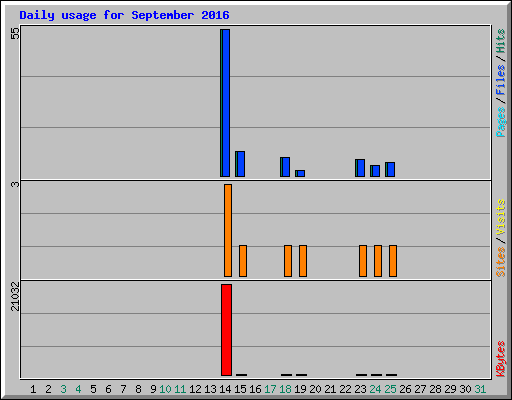 Daily usage for September 2016
55
3
21032
Pages/Files/Hits
Sites/Visits
KBytes
1 2 3 4 5 6 7 8 9 10 11 12 13 14 15 16 17 18 19 20 21 22 23 24 25 26 27 28 29 30 31